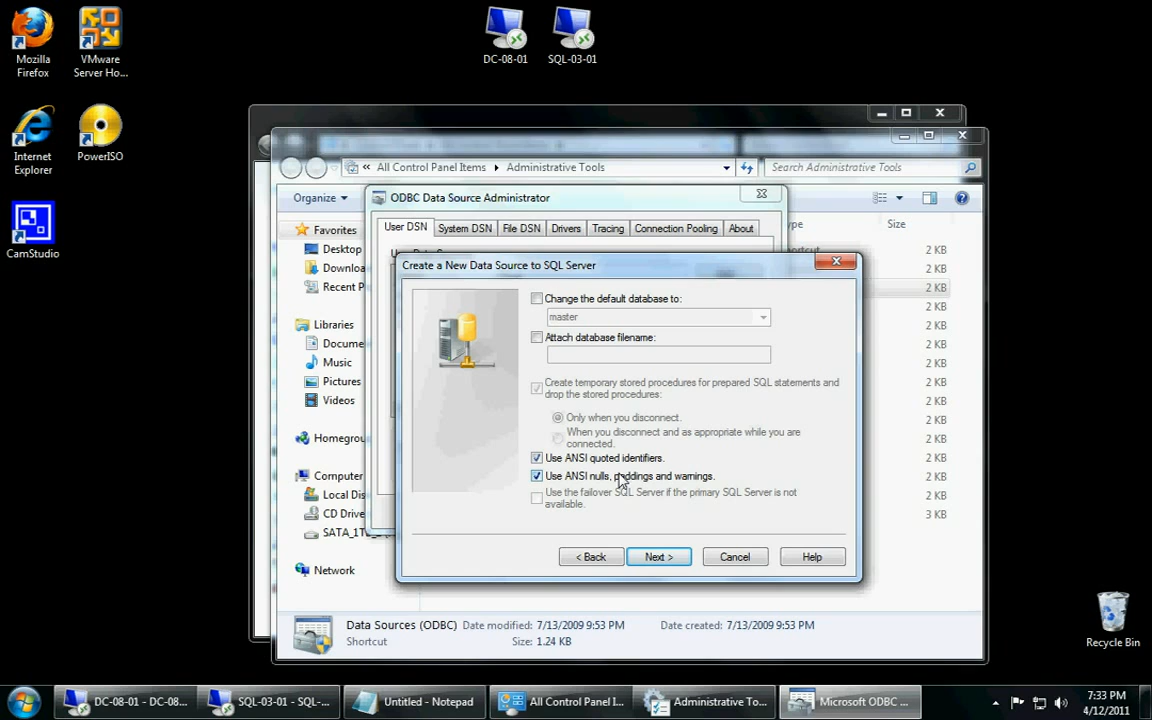 Mozilla
Firefox
VMware
Server Ho...
DC-08-01
SQL-03-01
Internet
Explorer
PowerISO
CamStudio
« All Control Panel Items
Administrative Tools
Search Administrative Tools
Organize
ODBC Data Source Administrator
User DSN
System DSN
File DSN
Drivers
Tracing
Connection Pooling
About
Size
Favorites
Desktop
Downloa
Recent P
Libraries
Docume
Music
Pictures
Videos
Homegrou
Computer
Local Dis
CD Drive
Network
Create a New Data Source to SQL Server
Change the default database to:
master
Attach database filename:
Create temporary stored procedures for prepared SQL statements and
drop the stored procedures:
Only when you disconnect.
When you disconnect and as appropriate while you are
connected.
Use ANSI quoted identifiers.
Use ANSI nulls, paddings and warnings.
Use the failover SQL Server if the primary SQL Server is not
available.
< Back
Next >
Cancel
Help
2 KB
2 KB
2 KB
2 KB
2 KB
2 KB
2 KB
2 KB
2 KB
2 KB
2 KB
2 KB
2 KB
2 KB
3 KB
Data Sources (ODBC)
Date modified: 7/13/2009 9:53 PM
Date created: 7/13/2009 9:53 PM
Shortcut
Size: 1.24 KB
Recycle Bin
DC-08-01 - DC-08...
SQL-03-01 - SQL-...
Untitled - Notepad
All Control Panel I...
Administrative To...
Microsoft ODBC ...
7:33 PM
4/12/2011